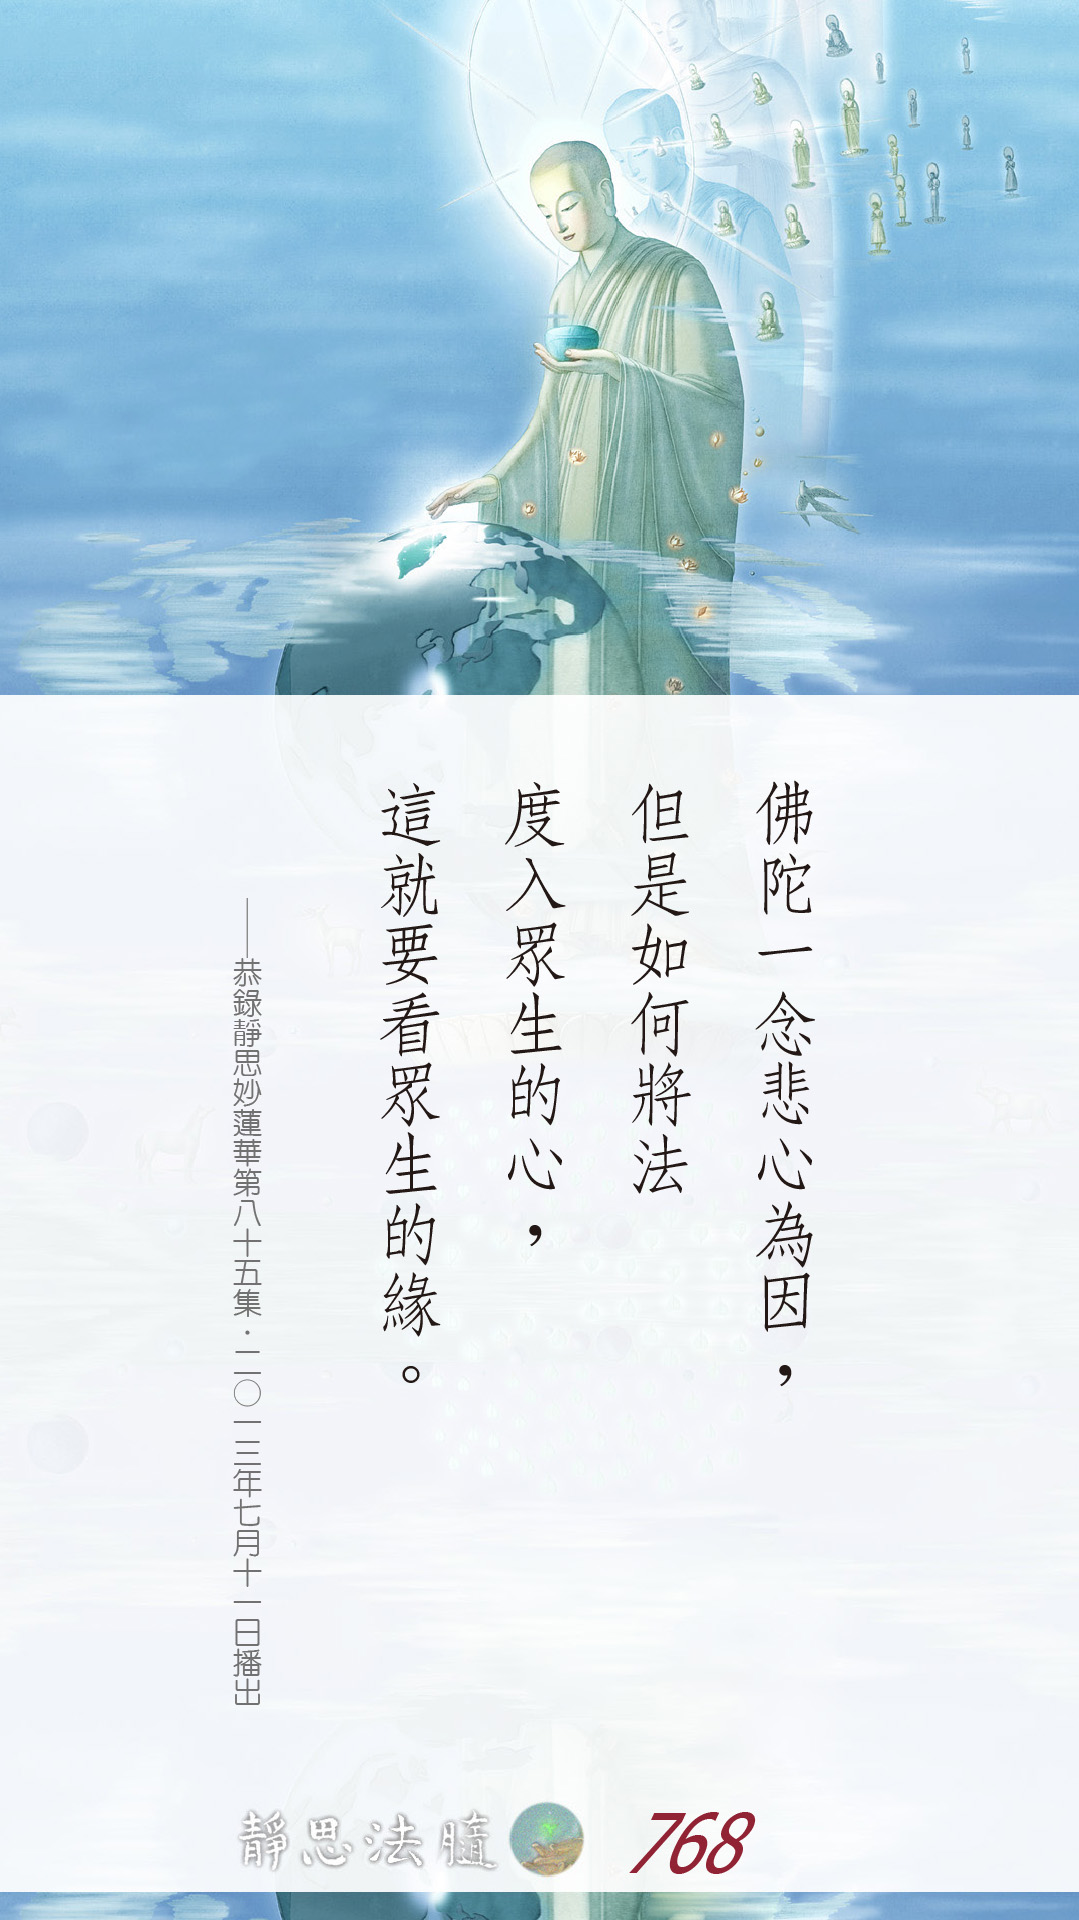 佛陀一念悲心為因，
但是如何將法
度入眾生的心，
這就要看眾生的緣。
——恭錄靜思妙蓮華第八十五集．二〇一三年七月十一日播出
靜思法髓
768